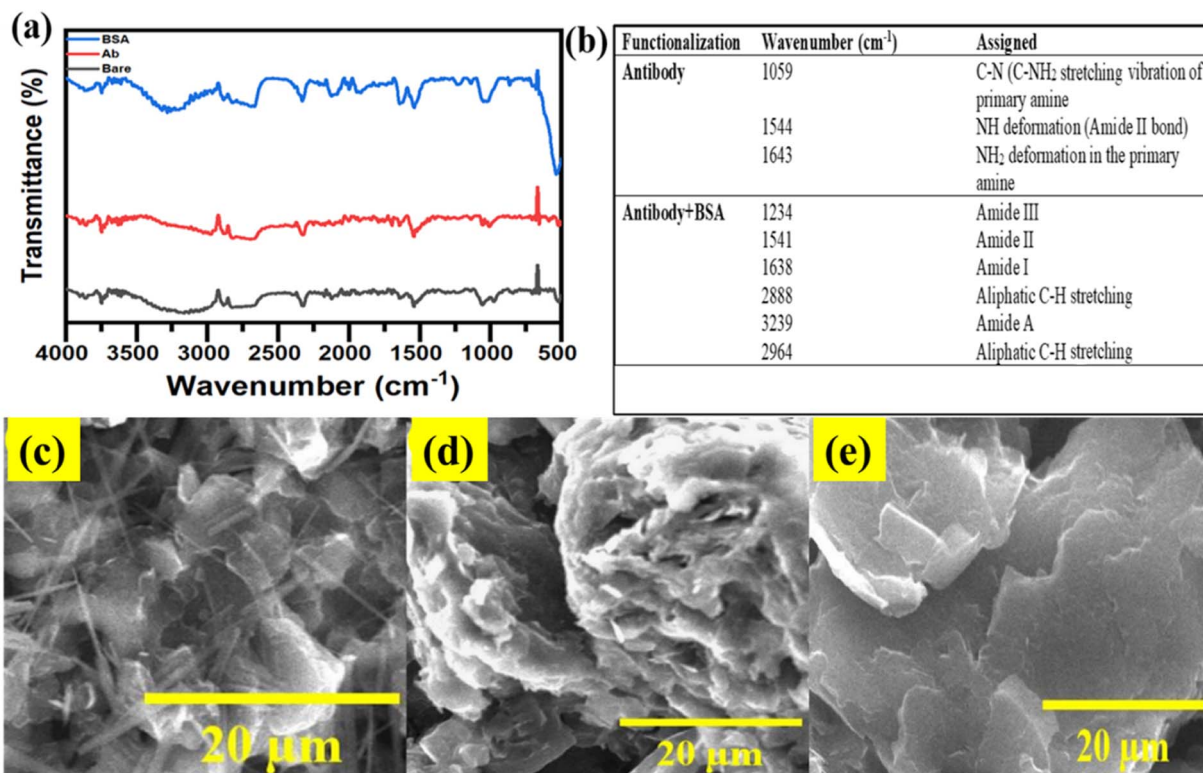 (a)
BSA
Ab
Bare
Transmittance (%)
4000 3500 3000 2500 2000 1500 1000 500
Wavenumber (cm-1)
(b)
Functionalization Wavenumber (cm-1) Assigned
Antibody 1059 C-N (C-NH2 stretching vibration of
primary amine
1544 NH deformation (Amide II bond)
1643 NH2 deformation in the primary
amine
Antibody+BSA 1234 Amide III
1541 Amide II
1638 Amide I
2888 Aliphatic C-H stretching
3239 Amide A
2964 Aliphatic C-H stretching
(c)
20 μm
(d)
20 μm
(e)
20 μm